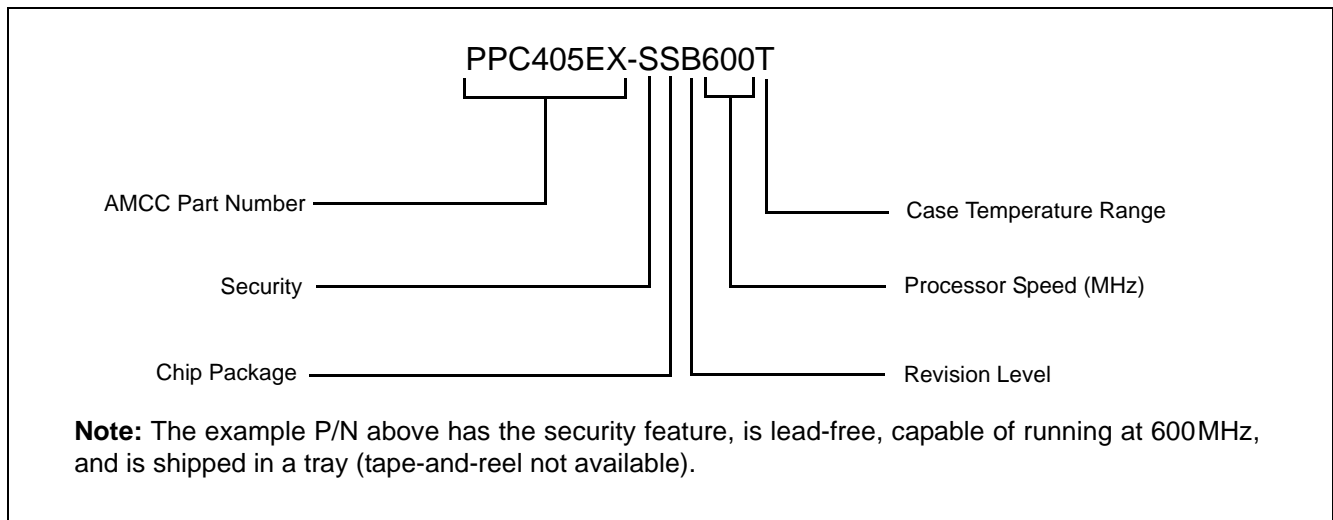 PPC405EX-SSB600T
AMCC Part Number
Case Temperature Range
Security
Processor Speed (MHz)
Chip Package
Revision Level
Note: The example P/N above has the security feature, is lead-free, capable of running at 600MHz,
and is shipped in a tray (tape-and-reel not available).